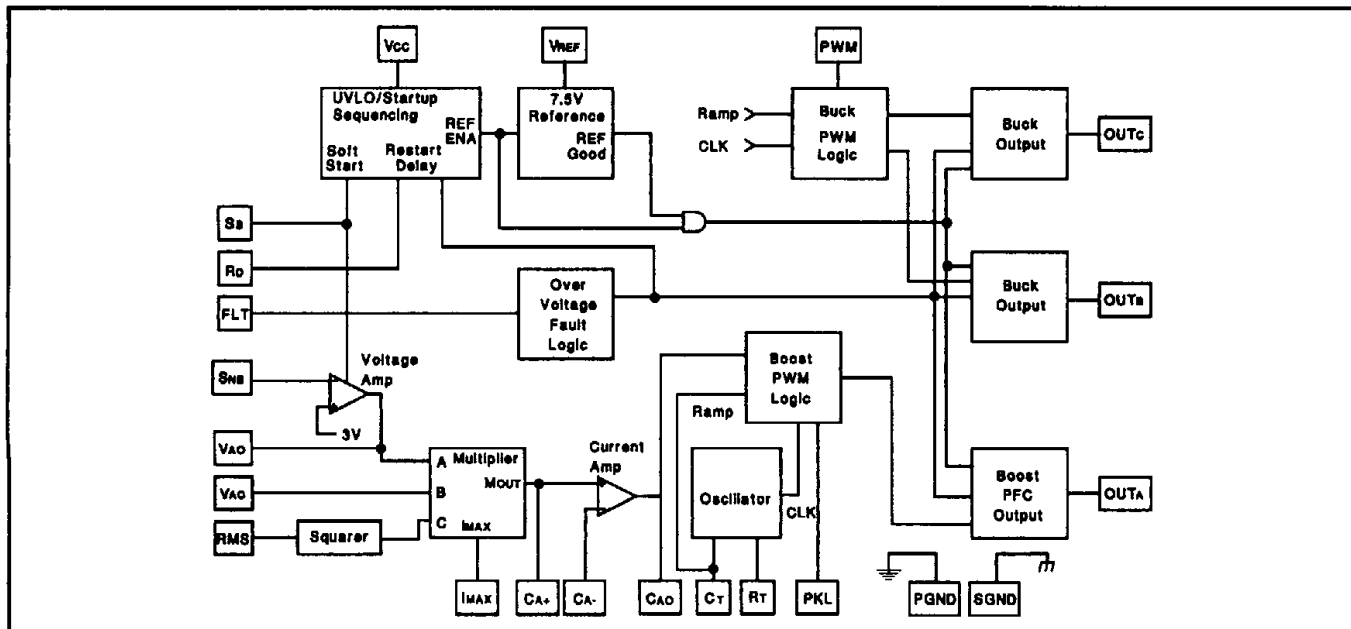 VCC
VREF
PWM
UVLO/Startup
Sequencing
REF
ENA
Soft
Start
Restart
Delay
7.5V
Reference
REF
Good
Ramp
CLK
Buck
PWM
Logic
Buck
Output
OUTC
S3
RD
FLT
Over
Voltage
Fault
Logic
Buck
Output
OUTB
SNB
Voltage
Amp
3V
Boost
PWM
Logic
Ramp
VAO
VAO
RMS
Squarer
A
Multiplier
MOUT
B
C
IMAX
Current
Amp
Oscillator
CLK
Boost
PFC
Output
OUTA
IMAX
CA+
CA-
CAO
CT
RT
PKL
PGND
SGND